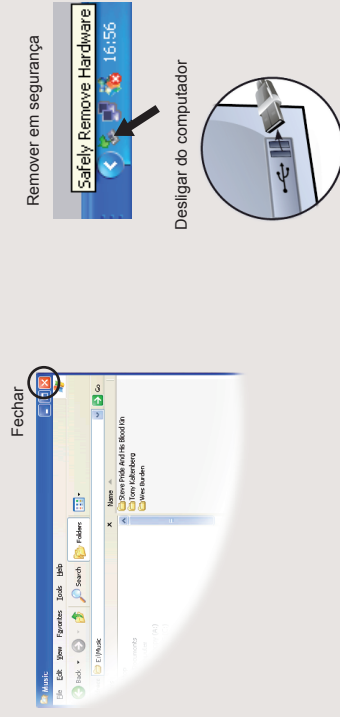 Fechar
Music
File Edit View Favorites Tools Help
Back
Search
Folders
E:\Music
Go
Name
Steve Pride And His Blood Kin
Tony Kaltenberg
Wes Burden
Remover em segurança
Safely Remove Hardware
16:56
Desligar do computador